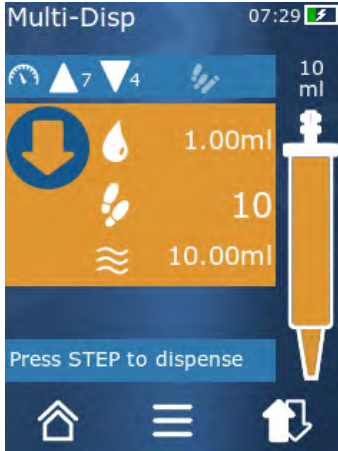 Multi-Disp 07:29
7 4
10
ml
1.00ml
10
10.00ml
Press STEP to dispense